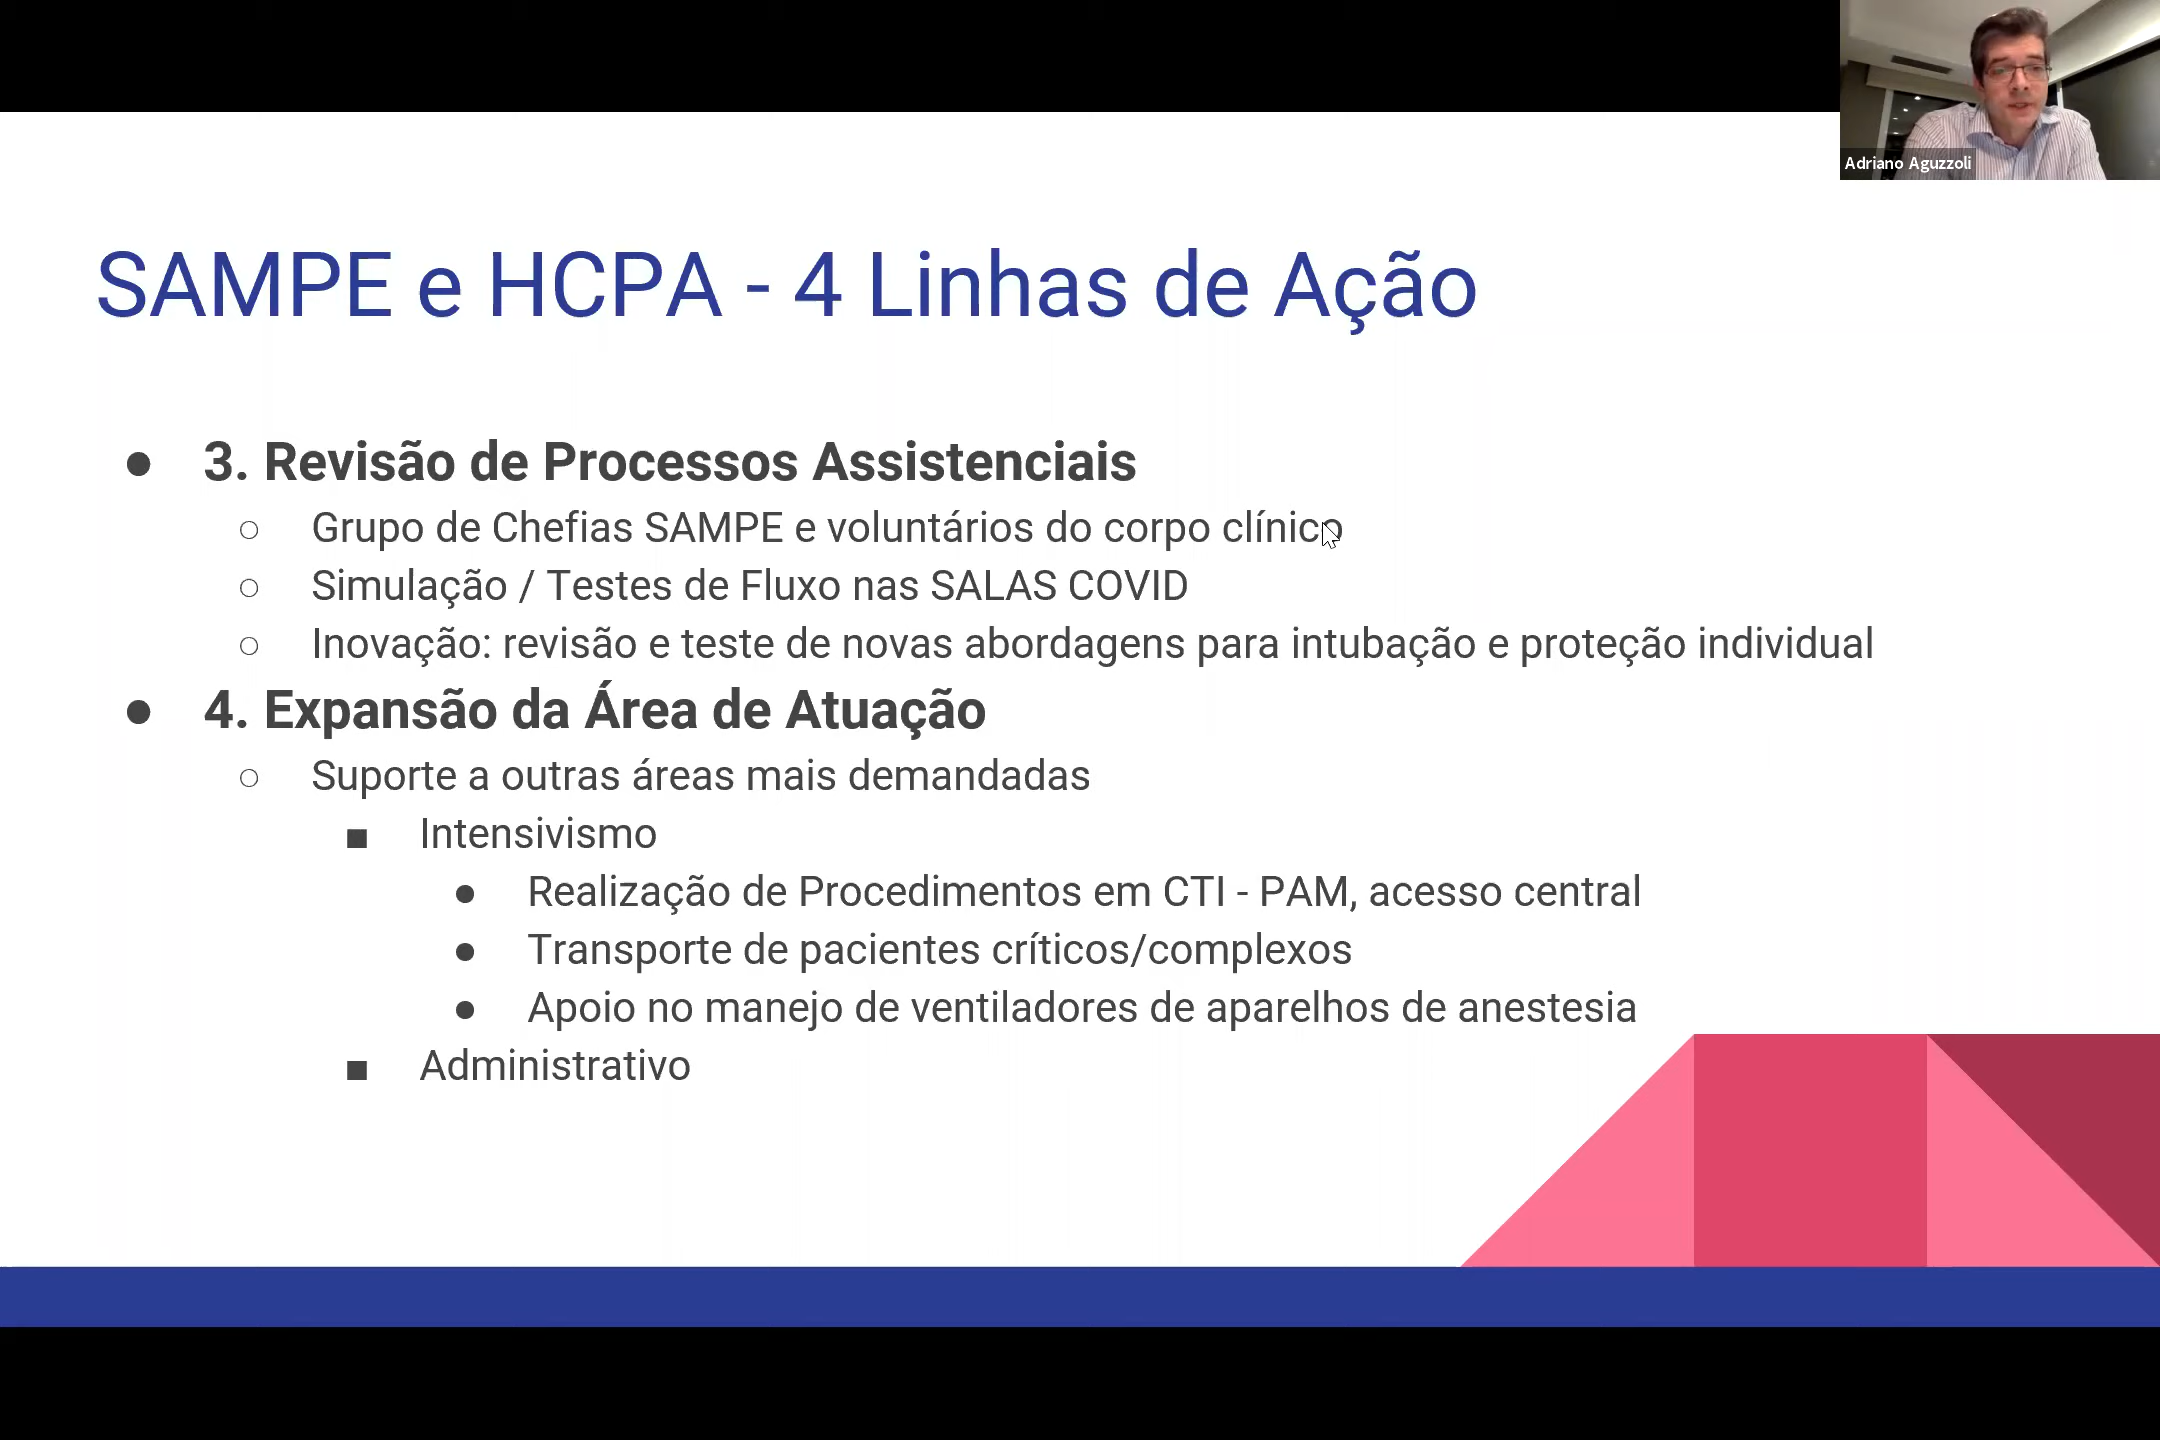 Adriano Aguzzoli
SAMPE e HCPA - 4 Linhas de Ação
● 3. Revisão de Processos Assistenciais
○ Grupo de Chefias SAMPE e voluntários do corpo clínico
○ Simulação / Testes de Fluxo nas SALAS COVID
○ Inovação: revisão e teste de novas abordagens para intubação e proteção individual
● 4. Expansão da Área de Atuação
○ Suporte a outras áreas mais demandadas
■ Intensivismo
● Realização de Procedimentos em CTI - PAM, acesso central
● Transporte de pacientes críticos/complexos
● Apoio no manejo de ventiladores de aparelhos de anestesia
■ Administrativo